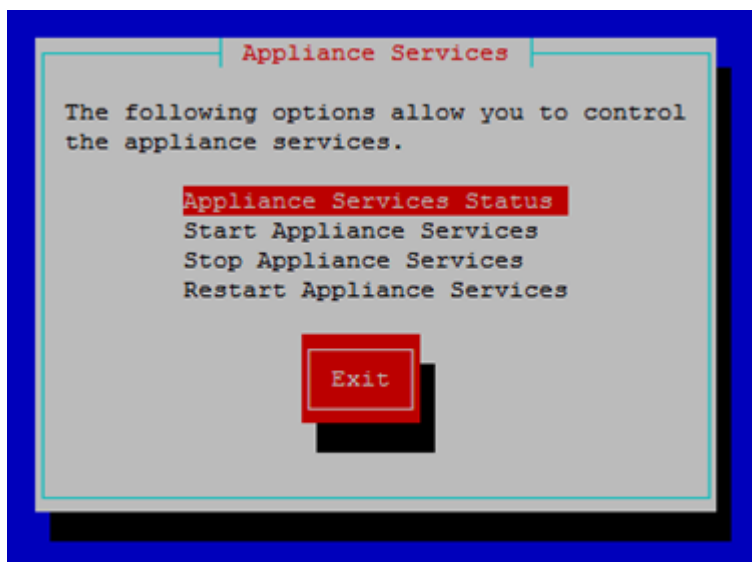 Appliance Services
The following options allow you to control
the appliance services.
Appliance Services Status
Start Appliance Services
Stop Appliance Services
Restart Appliance Services
Exit